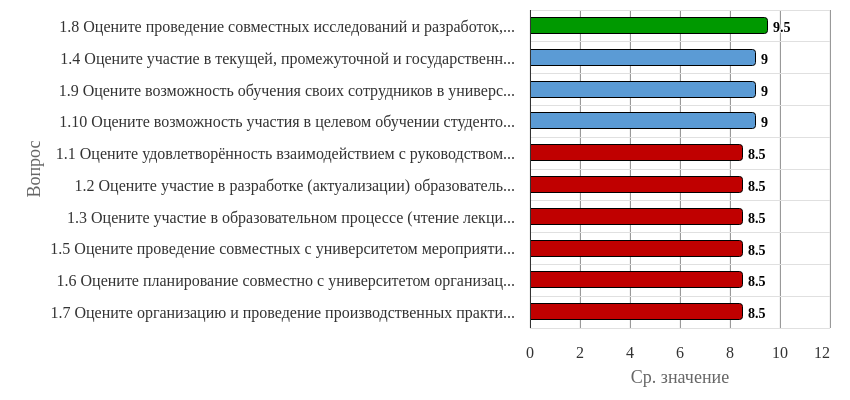 1.8 Оцените проведение совместных исследований и разработок,... 9.5
1.4 Оцените участие в текущей, промежуточной и государственн... 9
1.9 Оцените возможность обучения своих сотрудников в универс... 9
1.10 Оцените возможность участия в целевом обучении студенто... 9
1.1 Оцените удовлетворённость взаимодействием с руководством... 8.5
1.2 Оцените участие в разработке (актуализации) образователь... 8.5
1.3 Оцените участие в образовательном процессе (чтение лекци... 8.5
1.5 Оцените проведение совместных с университетом мероприяти... 8.5
1.6 Оцените планирование совместно с университетом организац... 8.5
1.7 Оцените организацию и проведение производственных практи... 8.5
Вопрос
0 2 4 6 8 10 12
Ср. значение